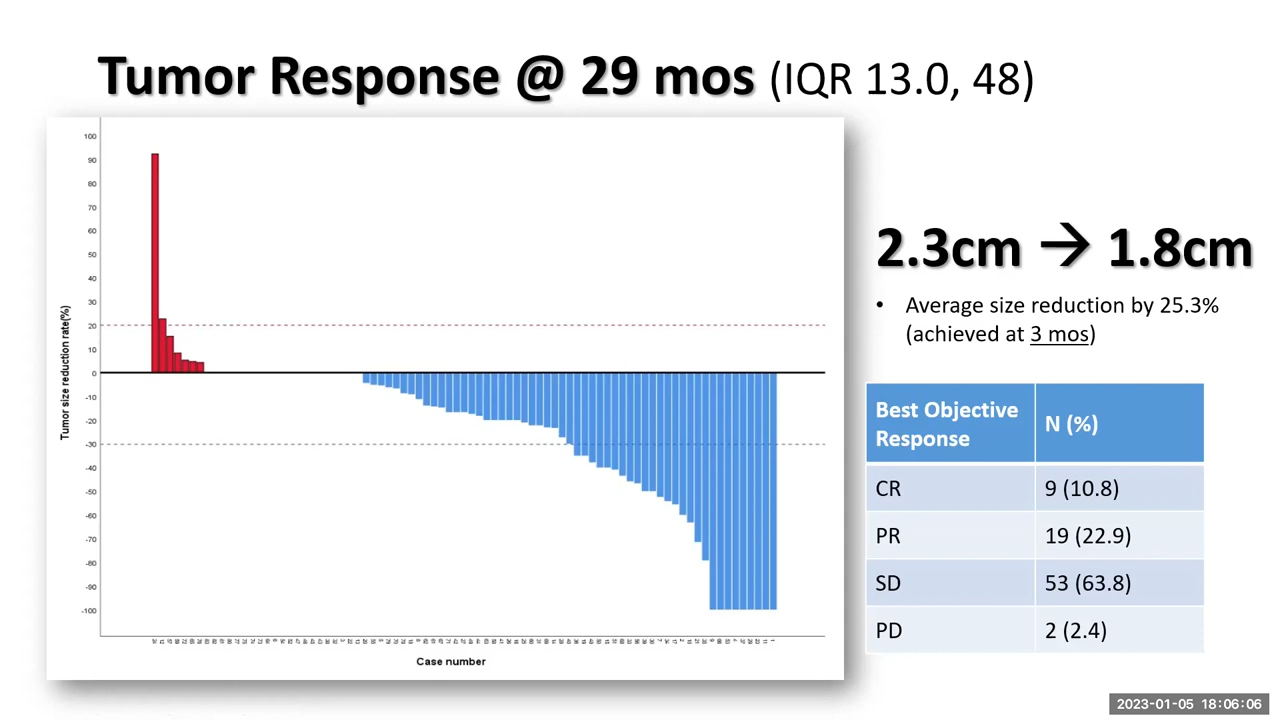 Tumor Response @ 29 mos (IQR 13.0, 48)
100
90
80
70
60
50
40
30
20
10
0
-10
-20
-30
-40
-50
-60
-70
-80
-90
-100
Tumor size reduction rate(%)
Case number
2.3cm → 1.8cm
• Average size reduction by 25.3%
(achieved at 3 mos)
Best Objective
Response
N (%)
CR 9 (10.8)
PR 19 (22.9)
SD 53 (63.8)
PD 2 (2.4)
2023-01-05 18:06:06